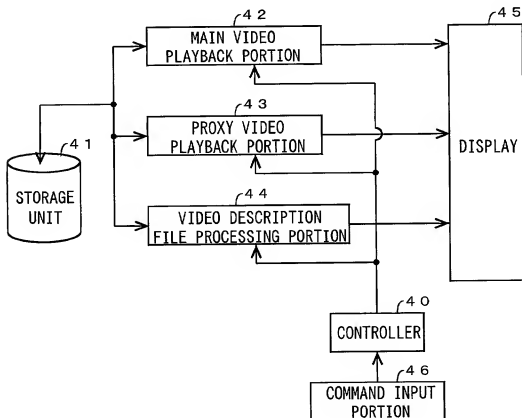 42
MAIN VIDEO
PLAYBACK PORTION
45
43
PROXY VIDEO
PLAYBACK PORTION
DISPLAY
41
STORAGE
UNIT
44
VIDEO DESCRIPTION
FILE PROCESSING PORTION
40
CONTROLLER
46
COMMAND INPUT
PORTION